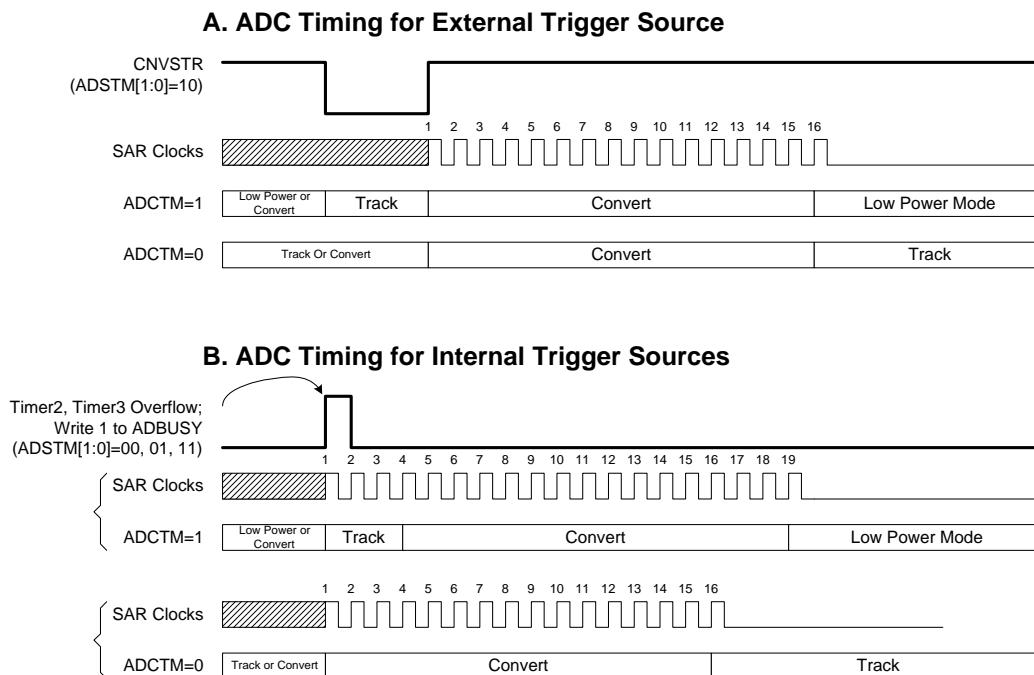 A. ADC Timing for External Trigger Source
CNVSTR
(ADSTM[1:0]=10)
1 2 3 4 5 6 7 8 9 10 11 12 13 14 15 16
SAR Clocks
ADCTM=1
Low Power or
Convert
Track
Convert
Low Power Mode
ADCTM=0
Track Or Convert
Convert
Track
B. ADC Timing for Internal Trigger Sources
Timer2, Timer3 Overflow;
Write 1 to ADBUSY
(ADSTM[1:0]=00, 01, 11)
1 2 3 4 5 6 7 8 9 10 11 12 13 14 15 16 17 18 19
SAR Clocks
ADCTM=1
Low Power or
Convert
Track
Convert
Low Power Mode
1 2 3 4 5 6 7 8 9 10 11 12 13 14 15 16
SAR Clocks
ADCTM=0
Track or Convert
Convert
Track